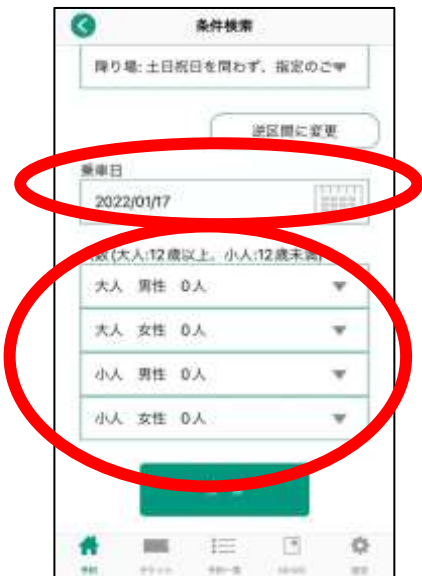 条件検索
降り場: 土日祝日を問わず、指定のご
逆区間に変更
乗車日
2022/01/17
数 (大人:12歳以上、小人:12歳未満)
大人 男性 0人
大人 女性 0人
小人 男性 0人
小人 女性 0人
予約